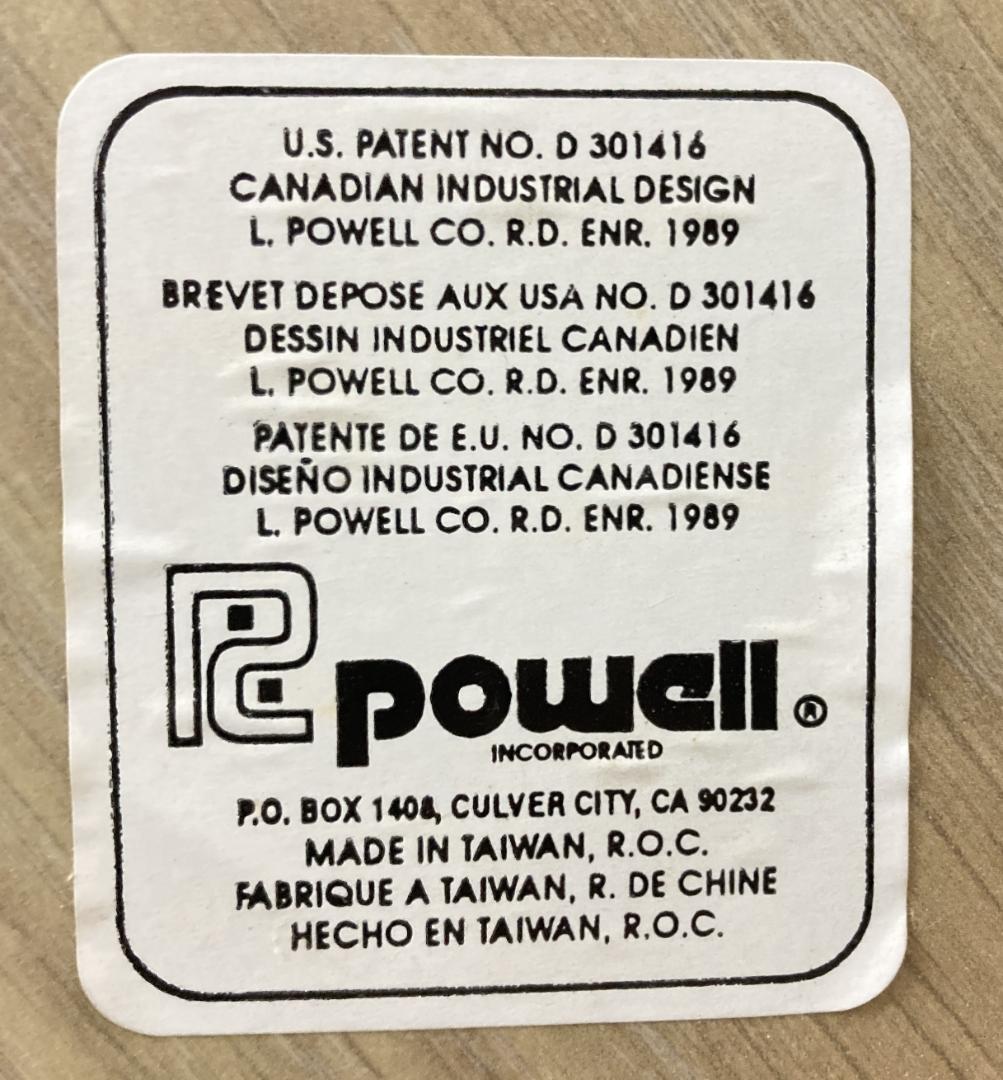 U.S. PATENT NO. D 301416
CANADIAN INDUSTRIAL DESIGN
L. POWELL CO. R.D. ENR. 1989
BREVET DEPOSE AUX USA NO. D 301416
DESSIN INDUSTRIEL CANADIEN
L. POWELL CO. R.D. ENR. 1989
PATENTE DE E.U. NO. D 301416
DISEÑO INDUSTRIAL CANADIENSE
L. POWELL CO. R.D. ENR. 1989
PC powell ®
INCORPORATED
P.O. BOX 1408, CULVER CITY, CA 90232
MADE IN TAIWAN, R.O.C.
FABRIQUE A TAIWAN, R. DE CHINE
HECHO EN TAIWAN, R.O.C.